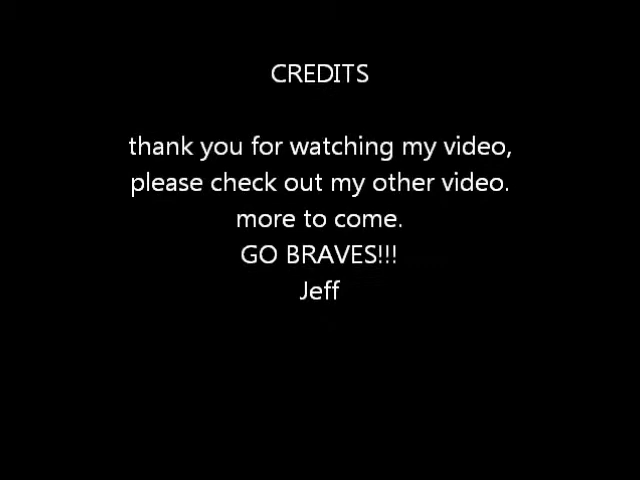 CREDITS
thank you for watching my video,
please check out my other video.
more to come.
GO BRAVES!!!
Jeff